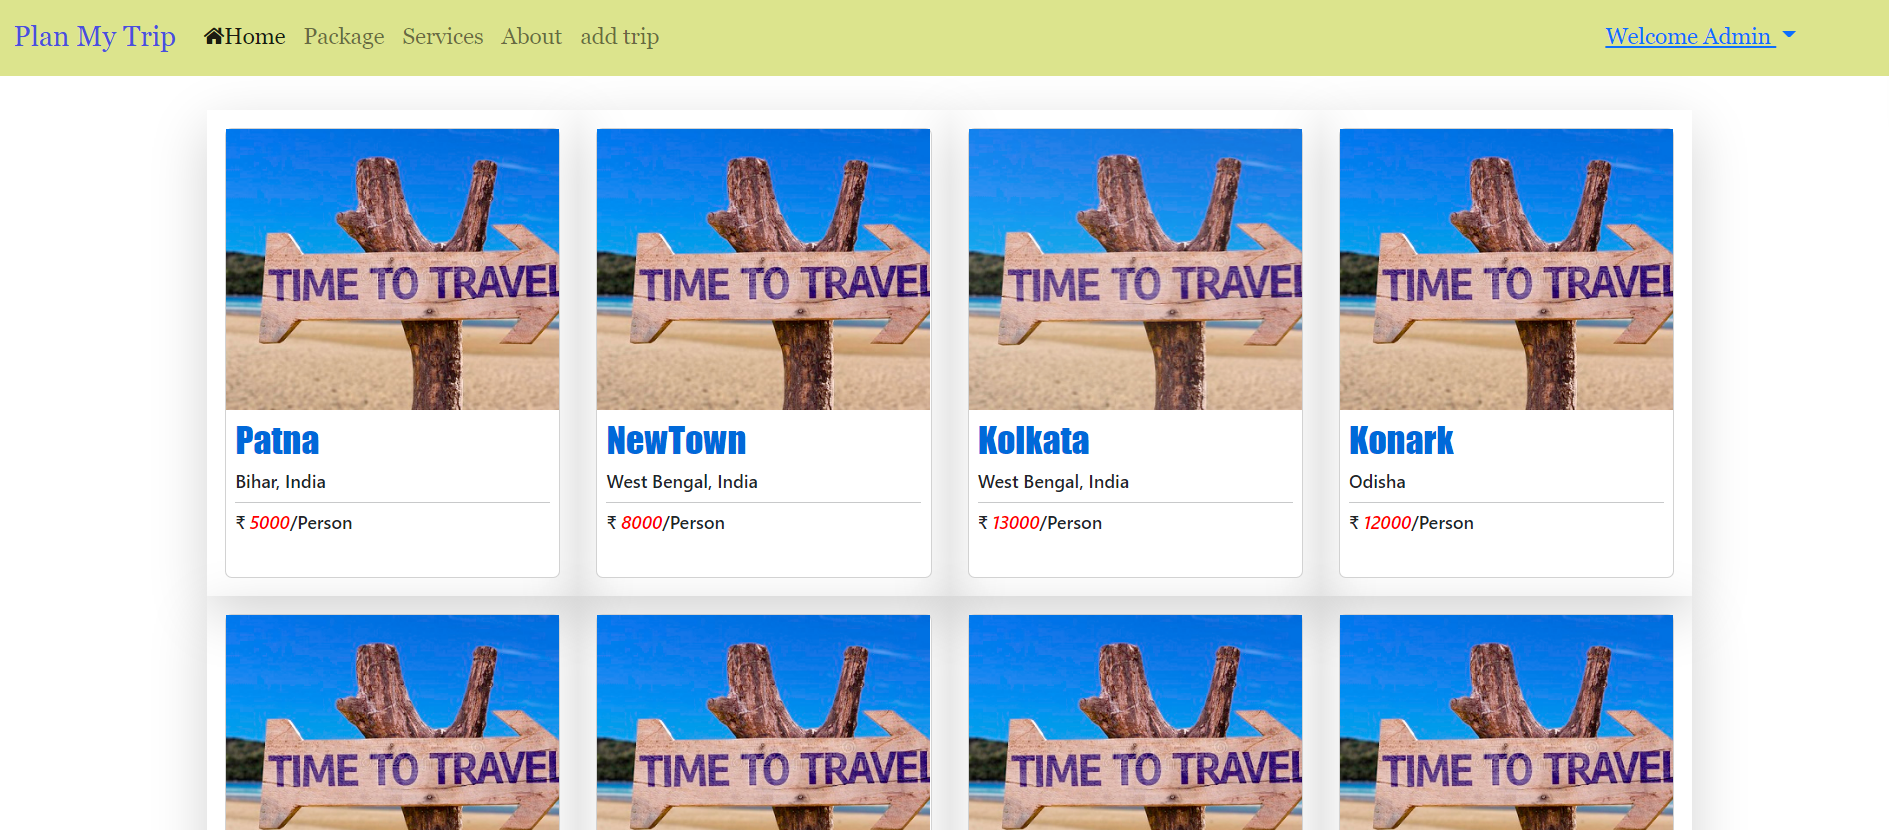 Plan My Trip Home Package Services About add trip Welcome Admin
TIME TO TRAVEL TIME TO TRAVEL TIME TO TRAVEL TIME TO TRAVEL
Patna NewTown Kolkata Konark
Bihar, India West Bengal, India West Bengal, India Odisha
₹ 5000/Person ₹ 8000/Person ₹ 13000/Person ₹ 12000/Person
TIME TO TRAVEL TIME TO TRAVEL TIME TO TRAVEL TIME TO TRAVEL